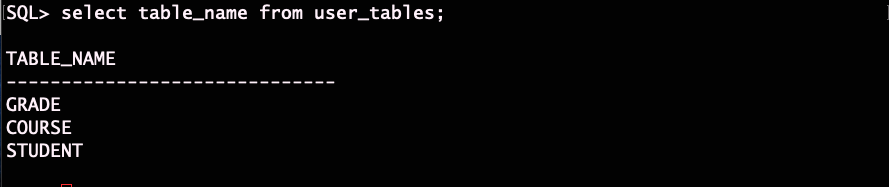 SQL> select table_name from user_tables;
TABLE_NAME
------------------------------
GRADE
COURSE
STUDENT